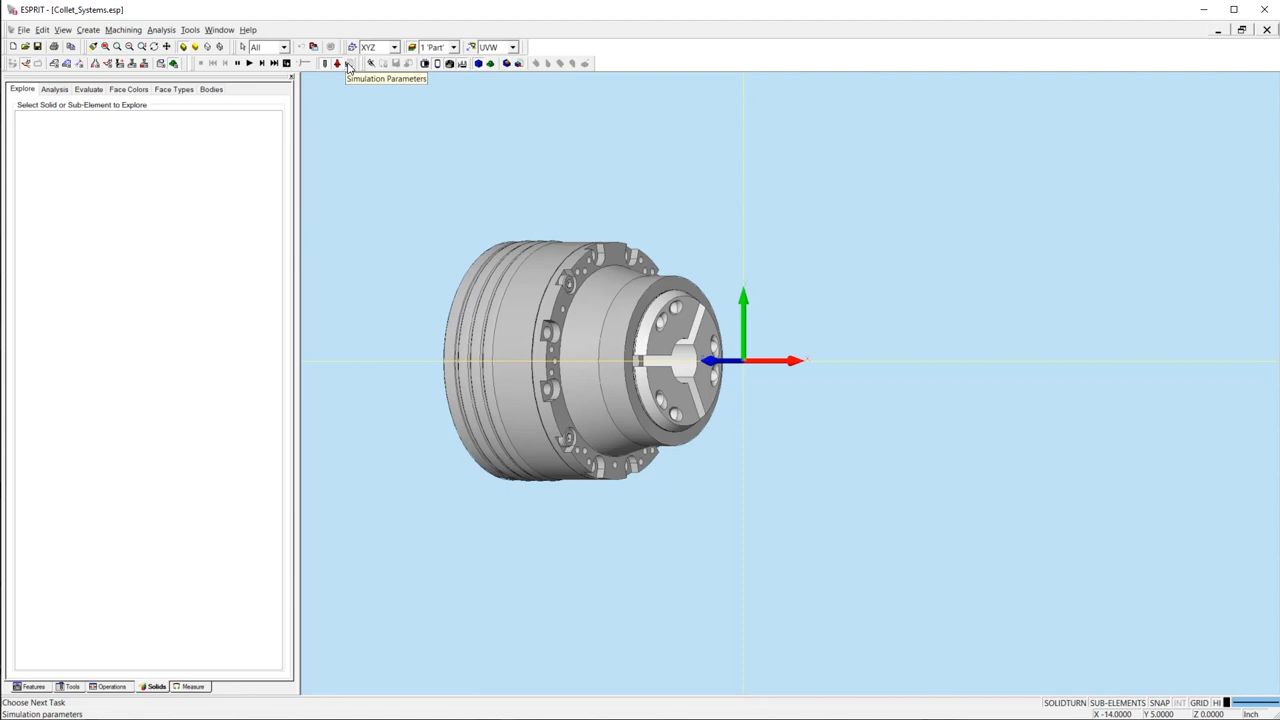 ESPRIT - [Collet_Systems.esp]
File Edit View Create Machining Analysis Tools Window Help
All XYZ 1 'Part' UVW
Simulation Parameters
Explore Analysis Evaluate Face Colors Face Types Bodies
Select Solid or Sub-Element to Explore
Features Tools Operations Solids Measure
Choose Next Task
SOLIDTURN SUB-ELEMENTS SNAP INT GRID HI
Simulation parameters
X -14.0000 Y 5.0000 Z 0.0000 Inch